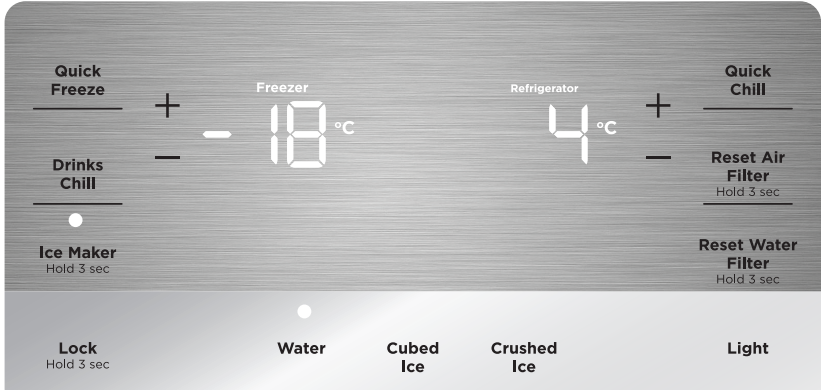 Quick
Freeze
+
−
Freezer
-18 °C
Refrigerator
4 °C
+
−
Quick
Chill
Drinks
Chill
Reset Air
Filter
Hold 3 sec
Ice Maker
Hold 3 sec
Reset Water
Filter
Hold 3 sec
Lock
Hold 3 sec
Water
Cubed
Ice
Crushed
Ice
Light